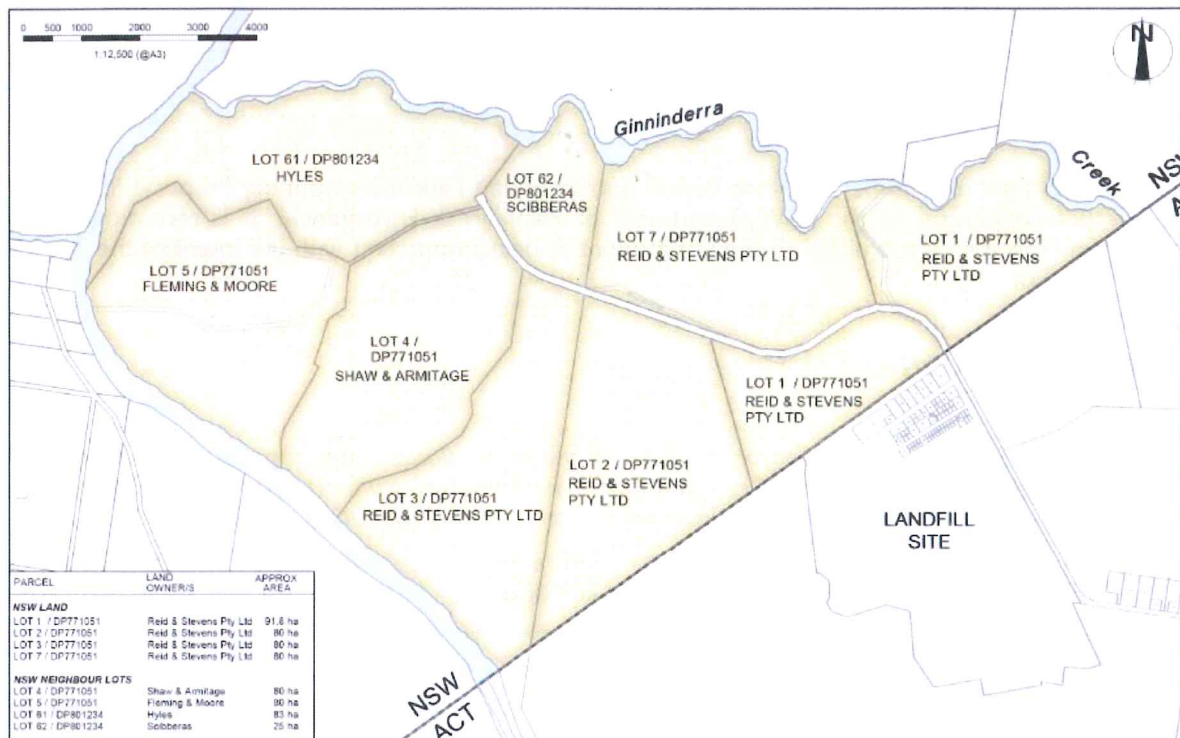 0 500 1000 2000 3000 4000
1:12,500 (@A3)
N
Ginninderra
Creek
NSW
A
LOT 61 / DP801234
HYLES
LOT 62 /
DP801234
SCIBBERAS
LOT 7 / DP771051
REID & STEVENS PTY LTD
LOT 1 / DP771051
REID & STEVENS
PTY LTD
LOT 5 / DP771051
FLEMING & MOORE
LOT 4 /
DP771051
SHAW & ARMITAGE
LOT 1 / DP771051
REID & STEVENS
PTY LTD
LOT 2 / DP771051
REID & STEVENS
PTY LTD
LOT 3 / DP771051
REID & STEVENS PTY LTD
LANDFILL
SITE
NSW
ACT
PARCEL LAND OWNER/S APPROX AREA
NSW LAND
LOT 1 / DP771051 Reid & Stevens Pty Ltd 91.8 ha
LOT 2 / DP771051 Reid & Stevens Pty Ltd 80 ha
LOT 3 / DP771051 Reid & Stevens Pty Ltd 80 ha
LOT 7 / DP771051 Reid & Stevens Pty Ltd 80 ha
NSW NEIGHBOUR LOTS
LOT 4 / DP771051 Shaw & Armitage 80 ha
LOT 5 / DP771051 Fleming & Moore 80 ha
LOT 61 / DP801234 Hyles 83 ha
LOT 62 / DP801234 Scibberas 25 ha